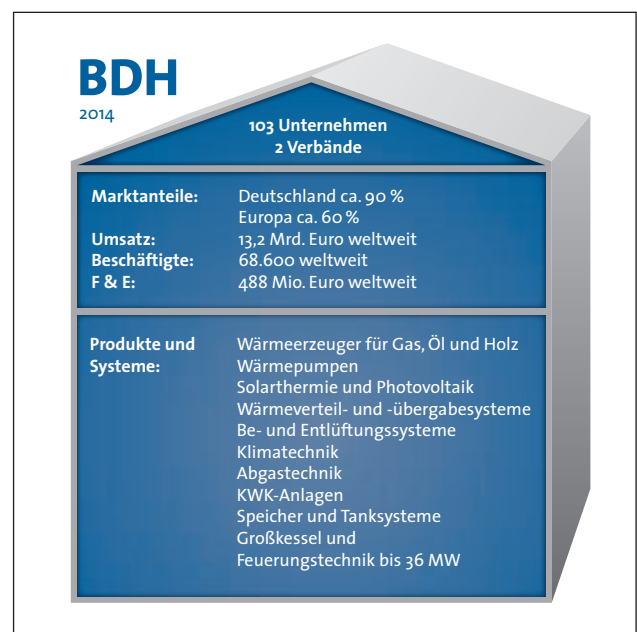 BDH
2014
103 Unternehmen
2 Verbände
Marktanteile: Deutschland ca. 90 %
Europa ca. 60 %
Umsatz: 13,2 Mrd. Euro weltweit
Beschäftigte: 68.600 weltweit
F & E: 488 Mio. Euro weltweit
Produkte und Wärmeerzeuger für Gas, Öl und Holz
Systeme: Wärmepumpen
Solarthermie und Photovoltaik
Wärmeverteil- und -übergabesysteme
Be- und Entlüftungssysteme
Klimatechnik
Abgastechnik
KWK-Anlagen
Speicher und Tanksysteme
Großkessel und
Feuerungstechnik bis 36 MW